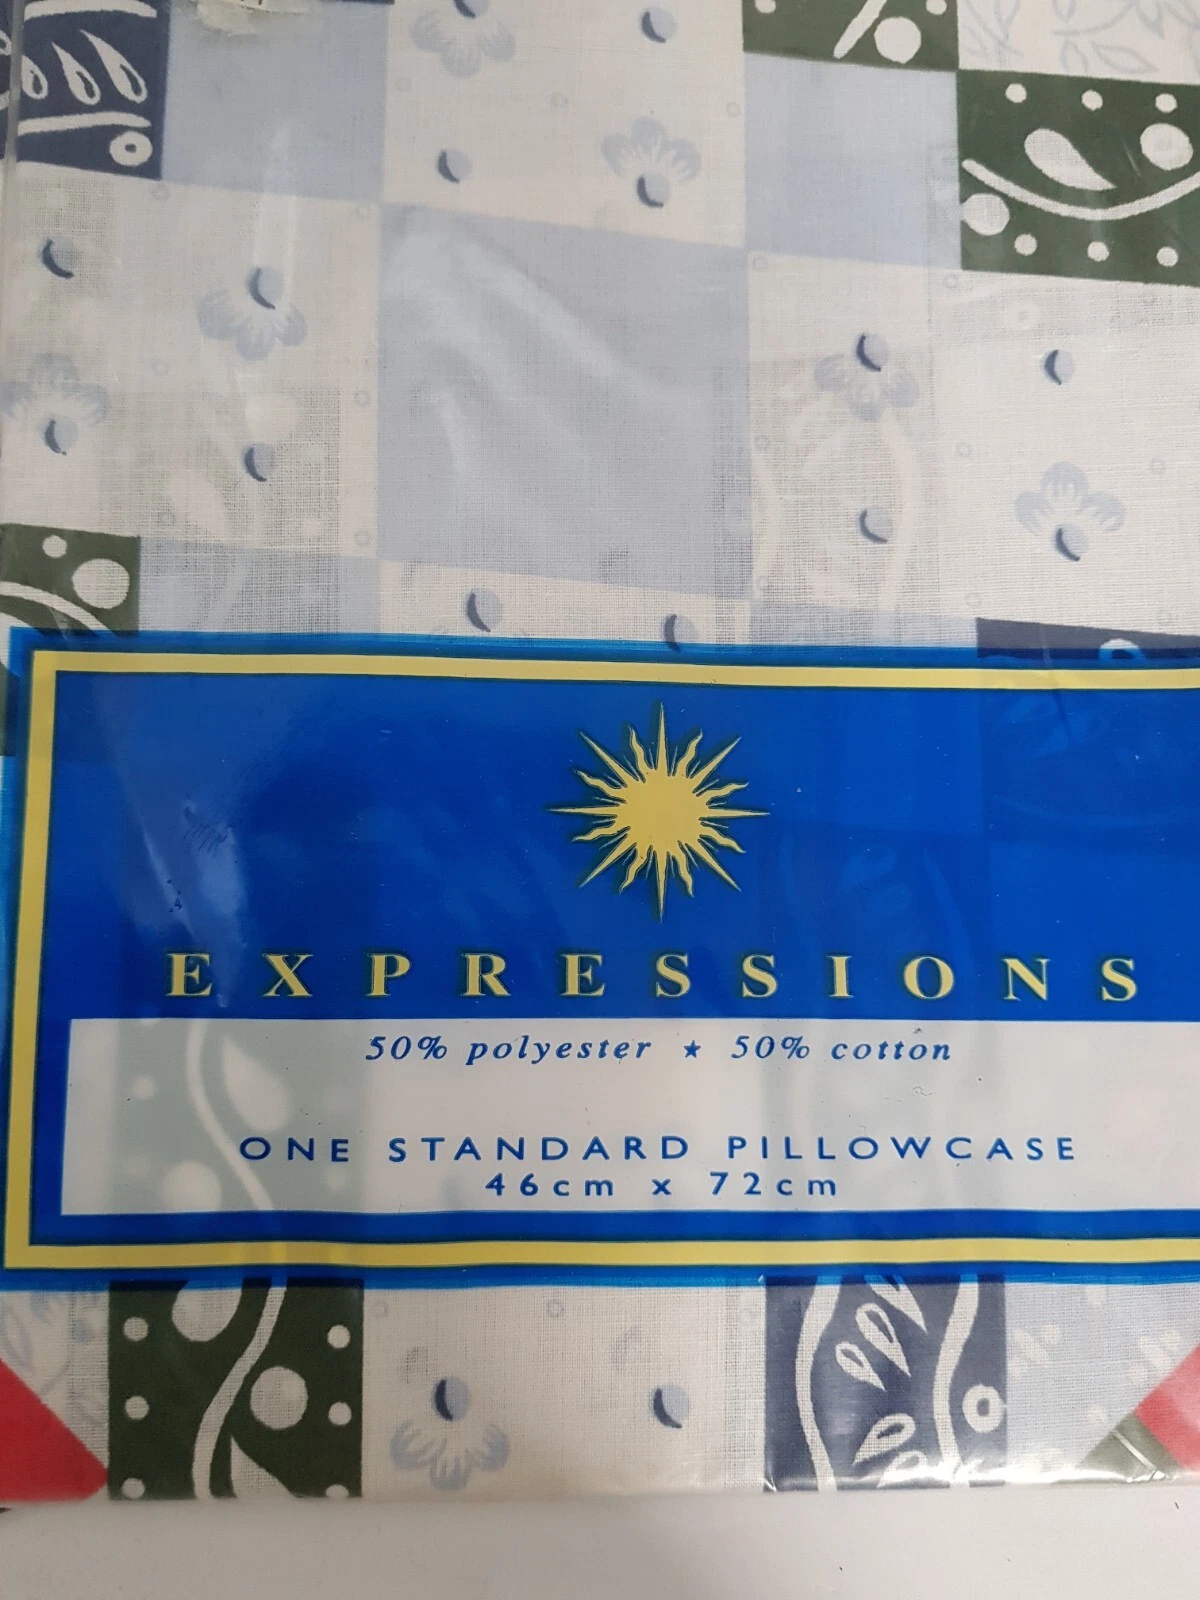 EXPRESSIONS
50% polyester ★ 50% cotton
ONE STANDARD PILLOWCASE
46cm x 72cm